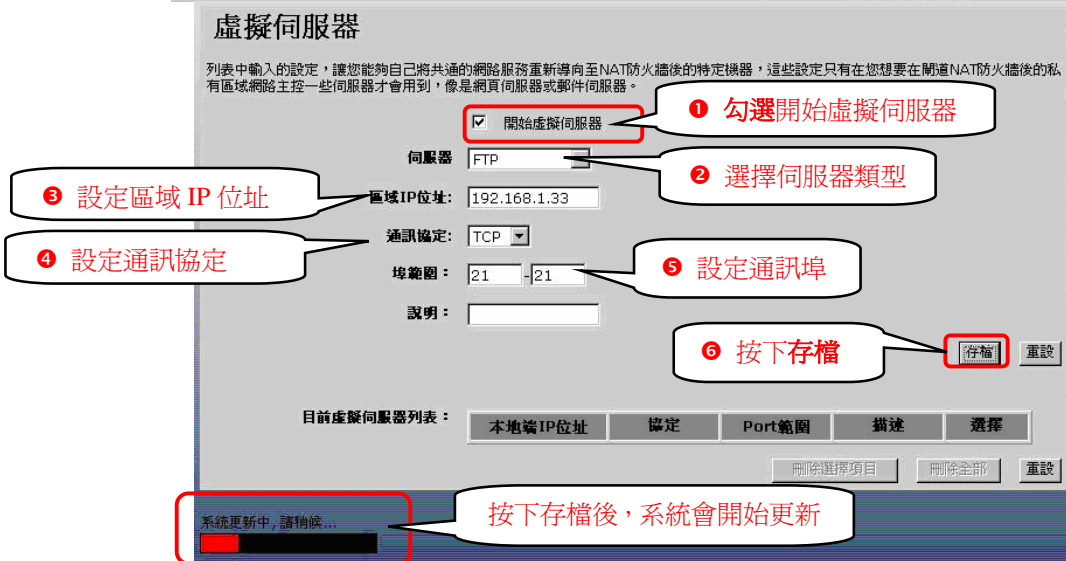 虛擬伺服器
列表中輸入的設定，讓您能夠自己將共通的網路服務重新導向至NAT防火牆後的特定機器，這些設定只有在您想要在閘道NAT防火牆後的私
有區域網路主控一些伺服器才會用到，像是網頁伺服器或郵件伺服器。
開始虛擬伺服器
❶ 勾選開始虛擬伺服器
伺服器 FTP
❷ 選擇伺服器類型
❸ 設定區域 IP 位址
區域IP位址: 192.168.1.33
通訊協定: TCP
❹ 設定通訊協定
埠範圍： 21 - 21
❺ 設定通訊埠
說明：
❻ 按下存檔
存檔 重設
目前虛擬伺服器列表：
本地端IP位址 協定 Port範圍 描述 選擇
刪除選擇項目 刪除全部 重設
按下存檔後，系統會開始更新
系統更新中,請稍候...